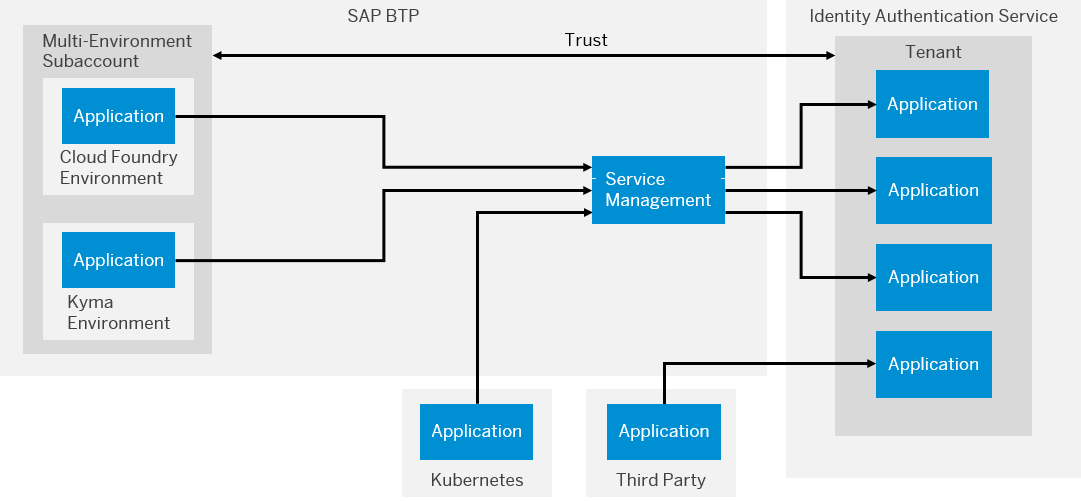 SAP BTP
Identity Authentication Service
Multi-Environment
Subaccount
Trust
Tenant
Application
Cloud Foundry
Environment
Application
Kyma
Environment
Service
Management
Application
Application
Application
Application
Application
Kubernetes
Application
Third Party